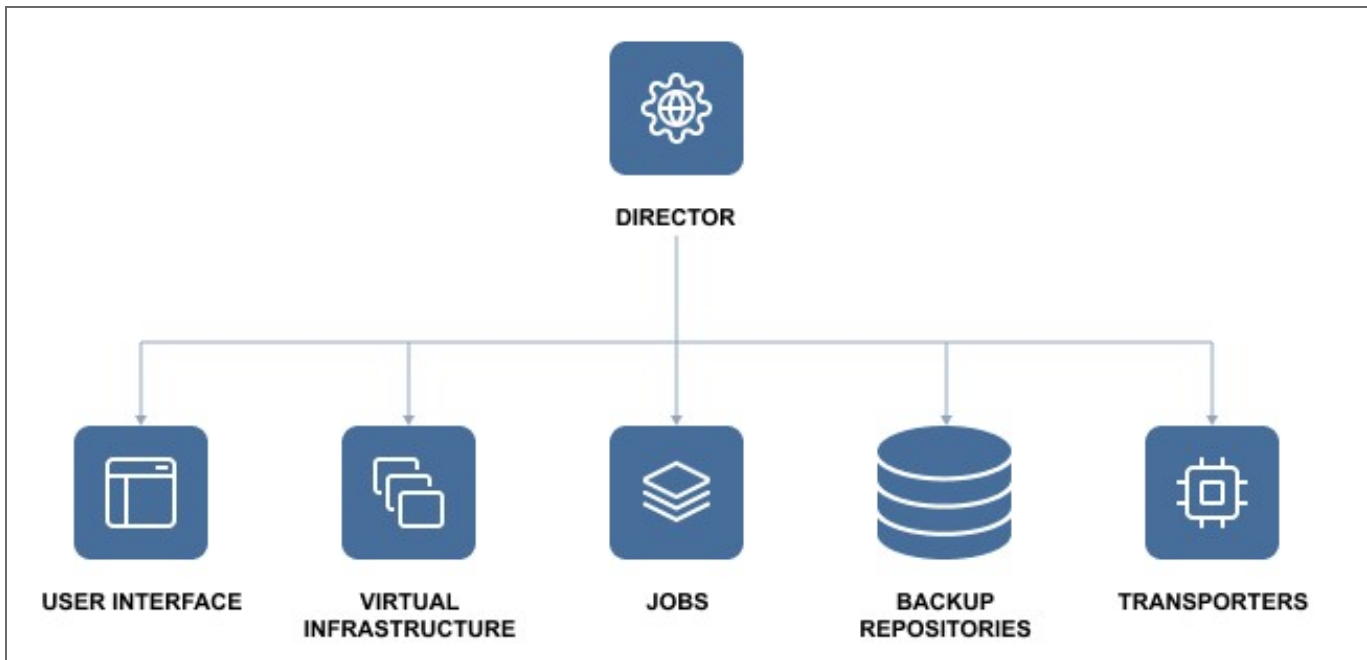 DIRECTOR
USER INTERFACE
VIRTUAL
INFRASTRUCTURE
JOBS
BACKUP
REPOSITORIES
TRANSPORTERS